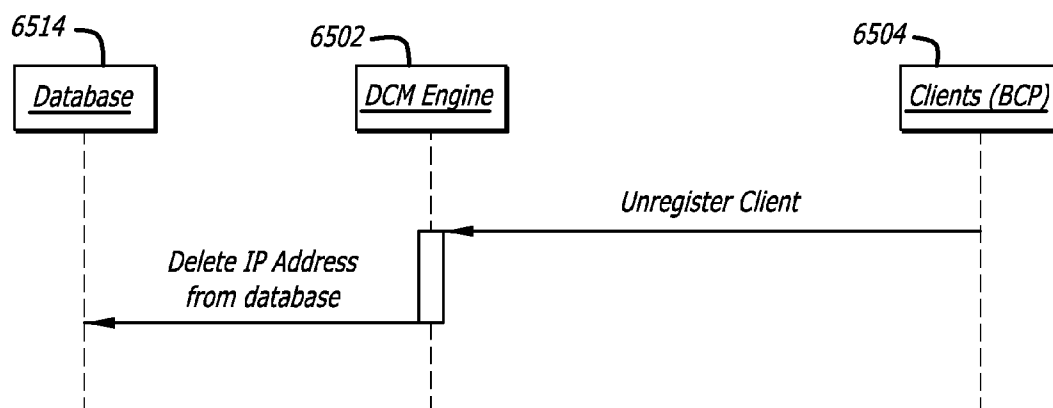 6514
6502
6504
Database
DCM Engine
Clients (BCP)
Unregister Client
Delete IP Address
from database